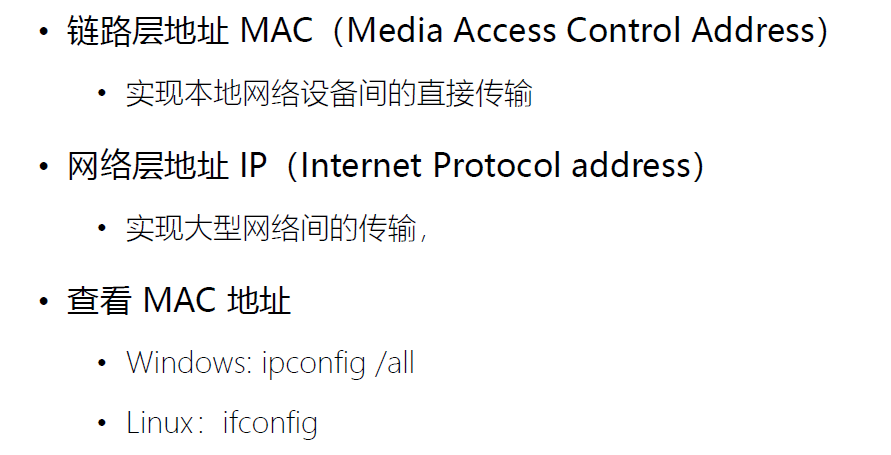 • 链路层地址 MAC（Media Access Control Address）
• 实现本地网络设备间的直接传输
• 网络层地址 IP（Internet Protocol address）
• 实现大型网络间的传输，
• 查看 MAC 地址
• Windows: ipconfig /all
• Linux：ifconfig